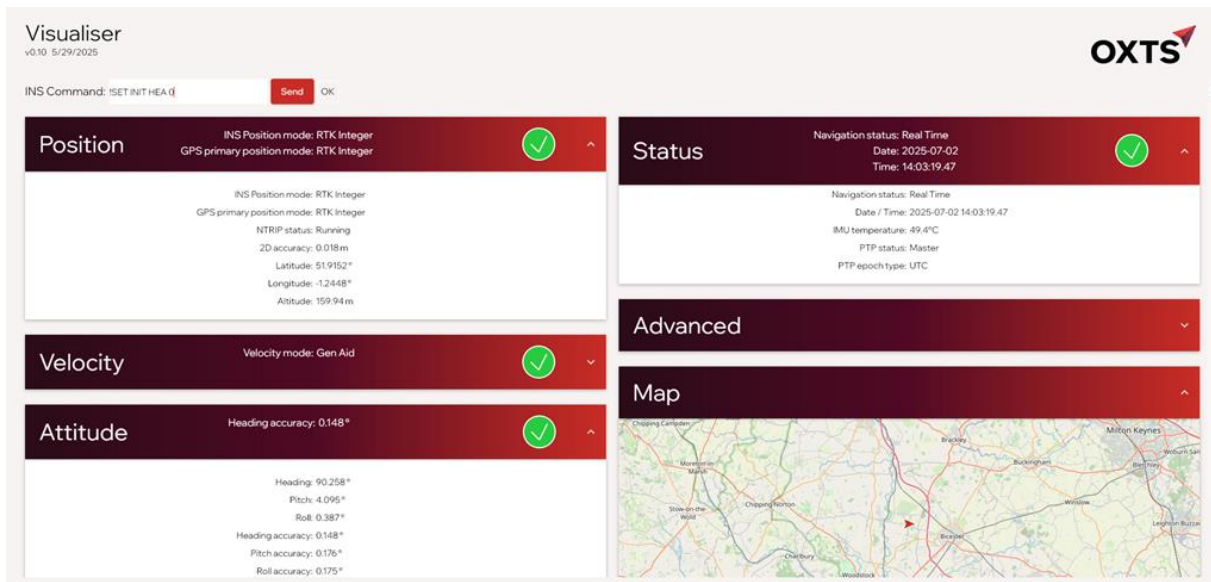 Visualiser
v0.10 5/29/2025
OXTS
INS Command: !SET INIT HEA 0 Send OK
Position
INS Position mode: RTK Integer
GPS primary position mode: RTK Integer
INS Position mode: RTK Integer
GPS primary position mode: RTK Integer
NTRIP status: Running
2D accuracy: 0.018 m
Latitude: 51.9152°
Longitude: -1.2448°
Altitude: 159.94 m
Velocity
Velocity mode: Gen Aid
Attitude
Heading accuracy: 0.148°
Heading: 90.258°
Pitch: 4.095°
Roll: 0.387°
Heading accuracy: 0.148°
Pitch accuracy: 0.176°
Roll accuracy: 0.175°
Status
Navigation status: Real Time
Date: 2025-07-02
Time: 14:03:19.47
Navigation status: Real Time
Date / Time: 2025-07-02 14:03:19.47
IMU temperature: 49.4°C
PTP status: Master
PTP epoch type: UTC
Advanced
Map
Chipping Campden
Milton Keynes
Brackley
Woburn San
Moreton-in-
Marsh
Buckingham
Bletchley
Stow-on-the-
Wold
Chipping Norton
Winslow
Leighton Buzza
Bicester
Charlbury
Woodstock